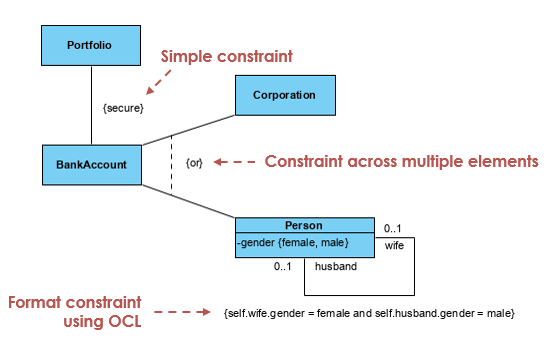 Portfolio
Simple constraint
{secure}
Corporation
BankAccount
{or}
Constraint across multiple elements
Person
-gender {female, male}
0..1
wife
0..1
husband
Format constraint
using OCL
{self.wife.gender = female and self.husband.gender = male}